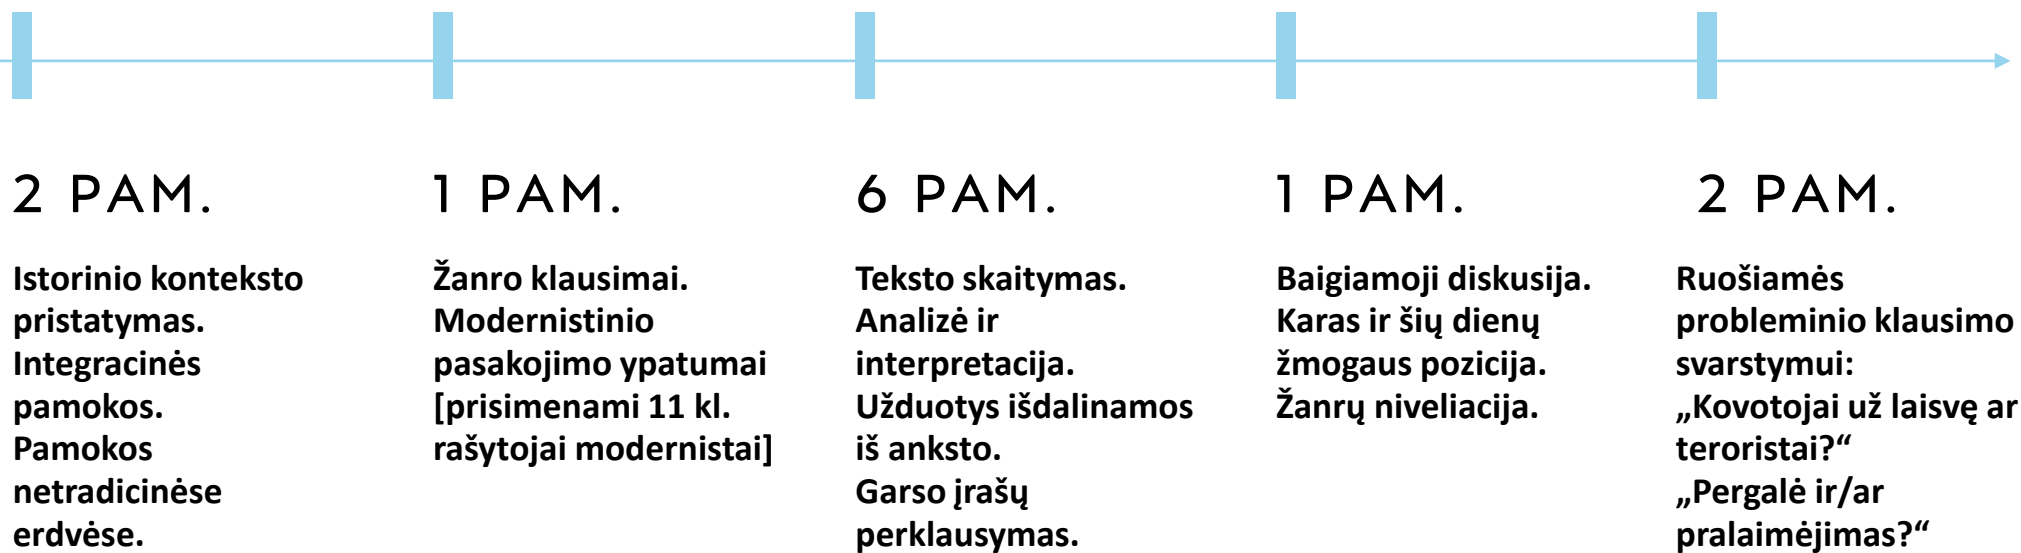 2 PAM.
Istorinio konteksto
pristatymas.
Integracinės
pamokos.
Pamokos
netradicinėse
erdvėse.
1 PAM.
Žanro klausimai.
Modernistinio
pasakojimo ypatumai
[prisimenami 11 kl.
rašytojai modernistai]
6 PAM.
Teksto skaitymas.
Analizė ir
interpretacija.
Užduotys išdalinamos
iš anksto.
Garso įrašų
perklausymas.
1 PAM.
Baigiamoji diskusija.
Karas ir šių dienų
žmogaus pozicija.
Žanrų niveliacija.
2 PAM.
Ruošiamės
probleminio klausimo
svarstymui:
„Kovotojai už laisvę ar
teroristai?“
„Pergalė ir/ar
pralaimėjimas?“